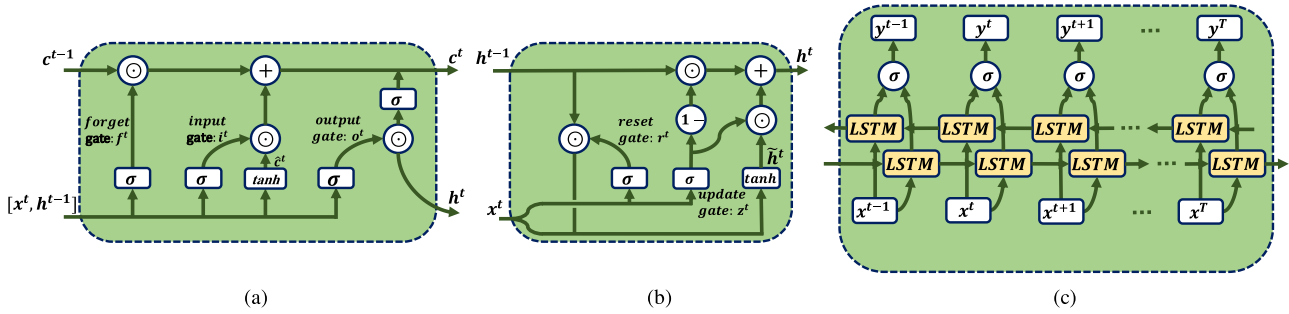 c^{t-1}
c^t
⊙
+
σ
forget
gate: f^t
input
gate: i^t
output
gate: o^t
⊙
⊙
ĉ^t
σ
σ
tanh
σ
[x^t, h^{t-1}]
h^t
(a)
h^{t-1}
h^t
⊙
+
reset
gate: r^t
1 −
⊙
⊙
h̃^t
σ
σ
tanh
update
gate: z^t
x^t
(b)
y^{t-1}
y^t
y^{t+1}
...
y^T
σ
σ
σ
σ
LSTM
LSTM
LSTM
...
LSTM
LSTM
LSTM
LSTM
...
LSTM
x^{t-1}
x^t
x^{t+1}
...
x^T
(c)